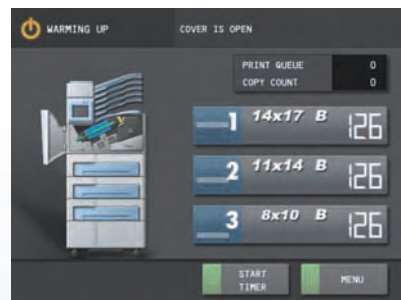 WARMING UP
COVER IS OPEN
PRINT QUEUE 0
COPY COUNT 0
1 14x17 B 126
2 11x14 B 126
3 8x10 B 126
START
TIMER
MENU